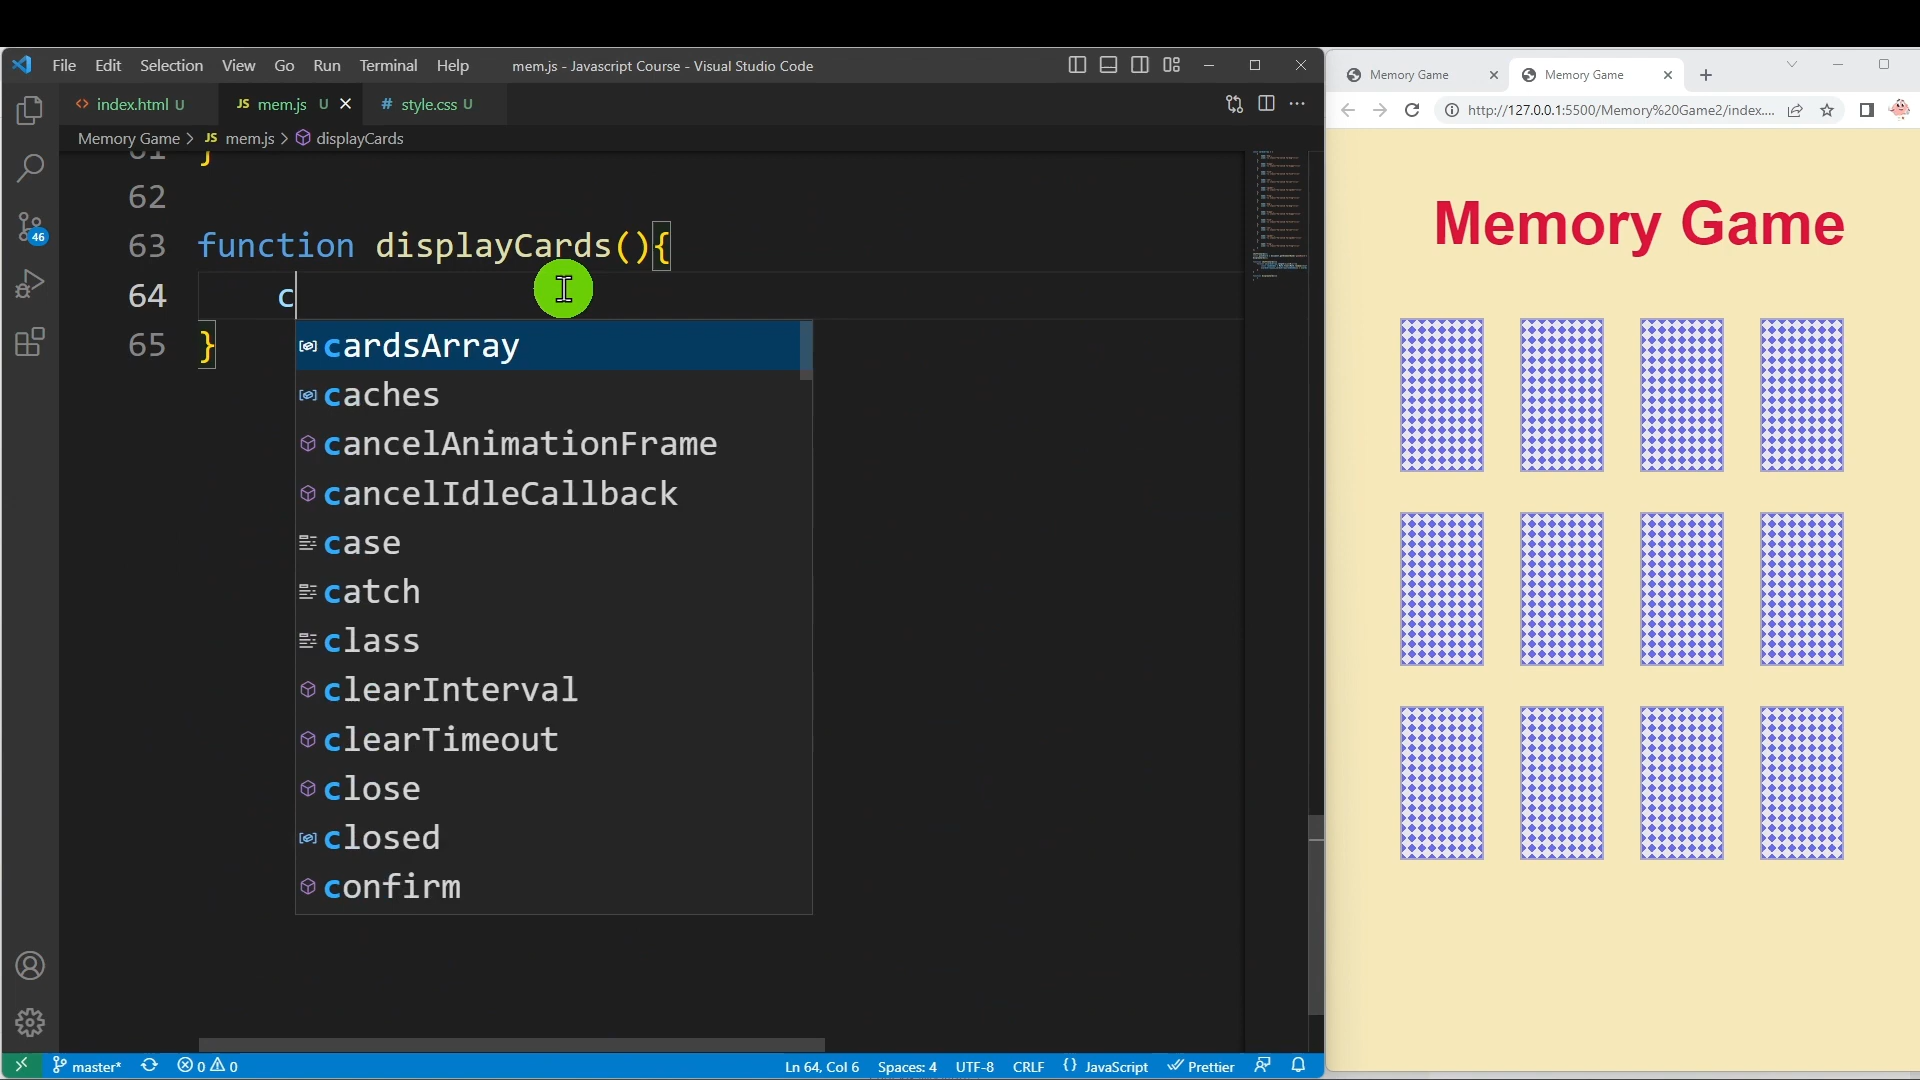 File Edit Selection View Go Run Terminal Help mem.js - Javascript Course - Visual Studio Code
index.html U JS mem.js U # style.css U
Memory Game > JS mem.js > displayCards
61 }
62
63 function displayCards(){
64 c
65 }
cardsArray
caches
cancelAnimationFrame
cancelIdleCallback
case
catch
class
clearInterval
clearTimeout
close
closed
confirm
46
master* 0 0 Ln 64, Col 6 Spaces: 4 UTF-8 CRLF {} JavaScript Prettier
Memory Game Memory Game
http://127.0.0.1:5500/Memory%20Game2/index....
Memory Game